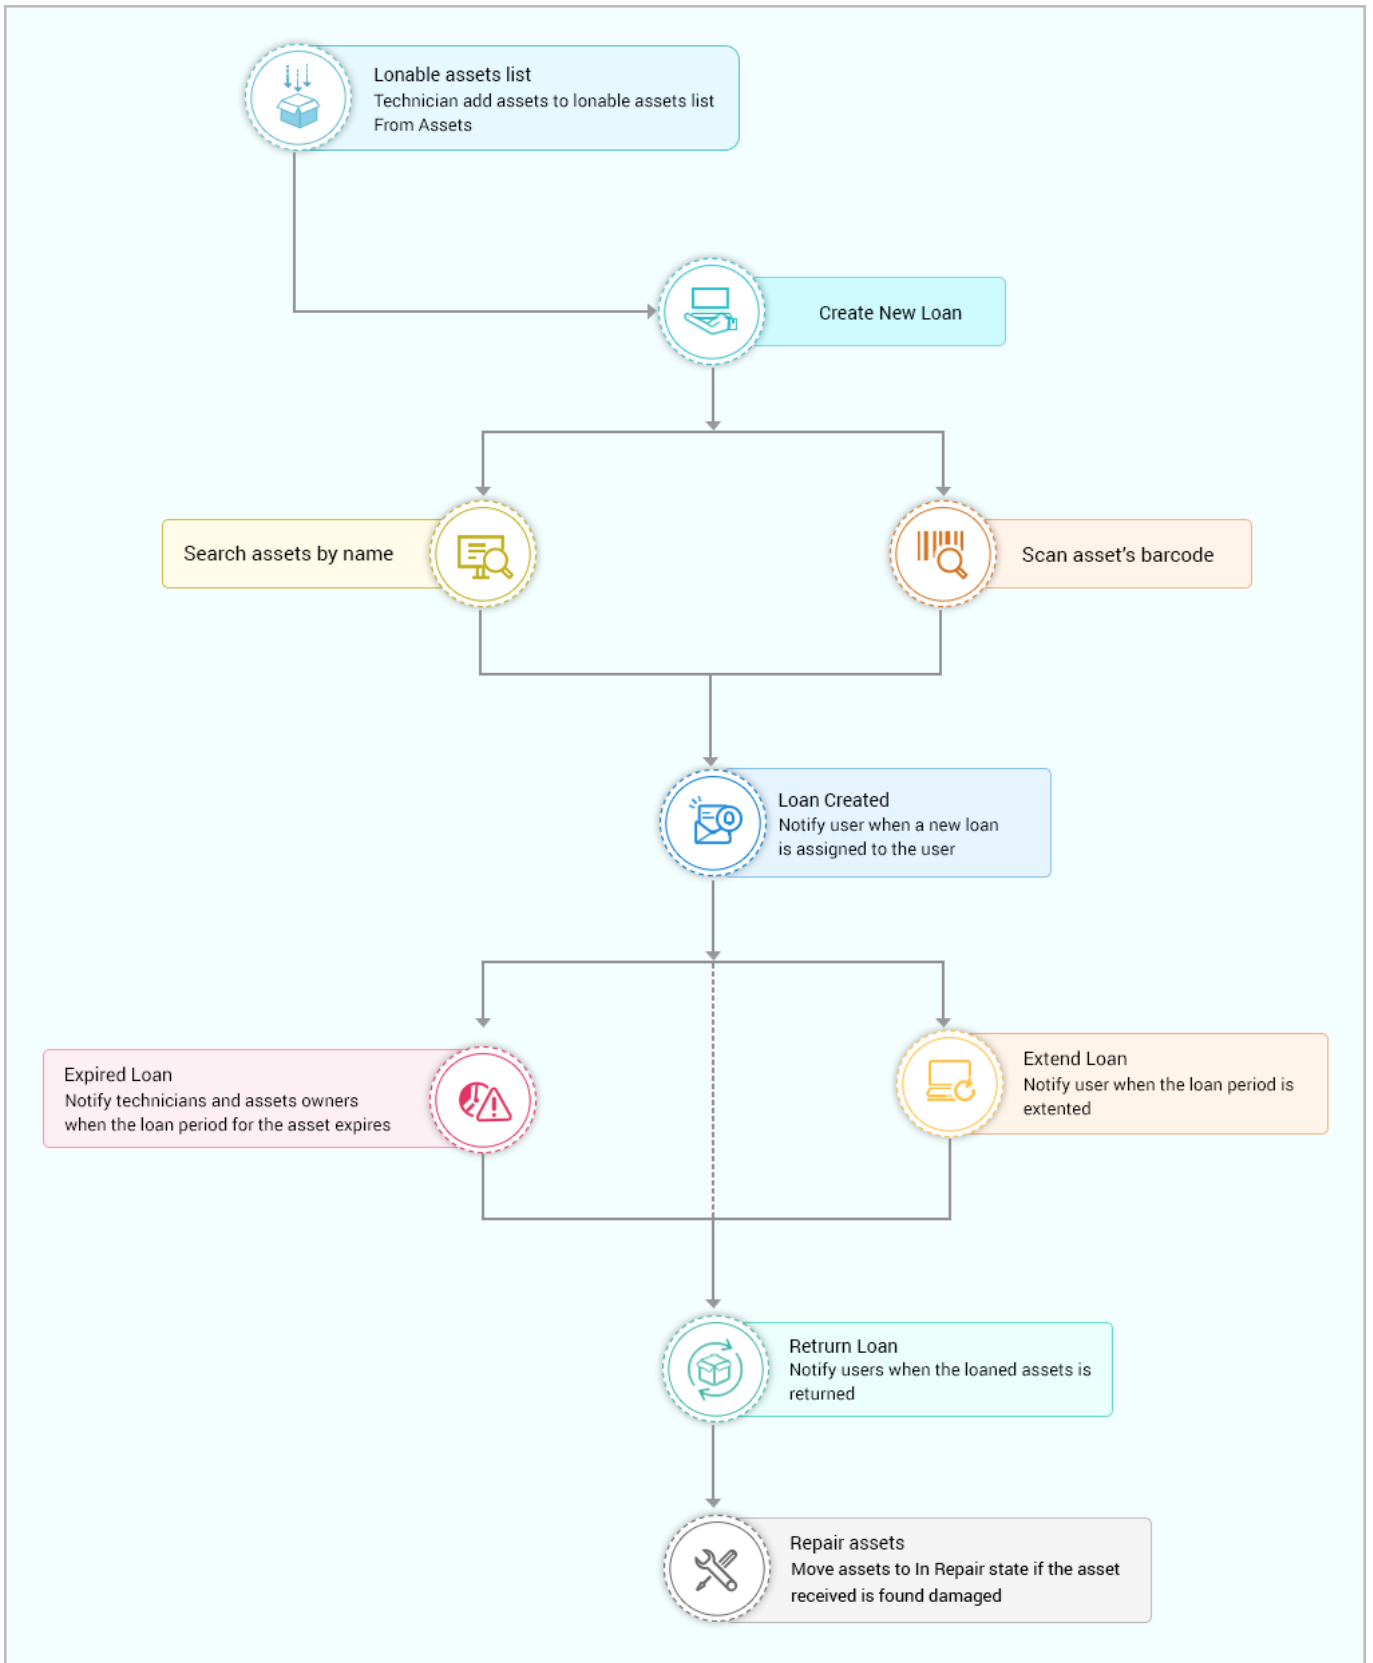 Lonable assets list
Technician add assets to lonable assets list
From Assets
Create New Loan
Search assets by name
Scan asset's barcode
Loan Created
Notify user when a new loan
is assigned to the user
Expired Loan
Notify technicians and assets owners
when the loan period for the asset expires
Extend Loan
Notify user when the loan period is
extented
Retrurn Loan
Notify users when the loaned assets is
returned
Repair assets
Move assets to In Repair state if the asset
received is found damaged